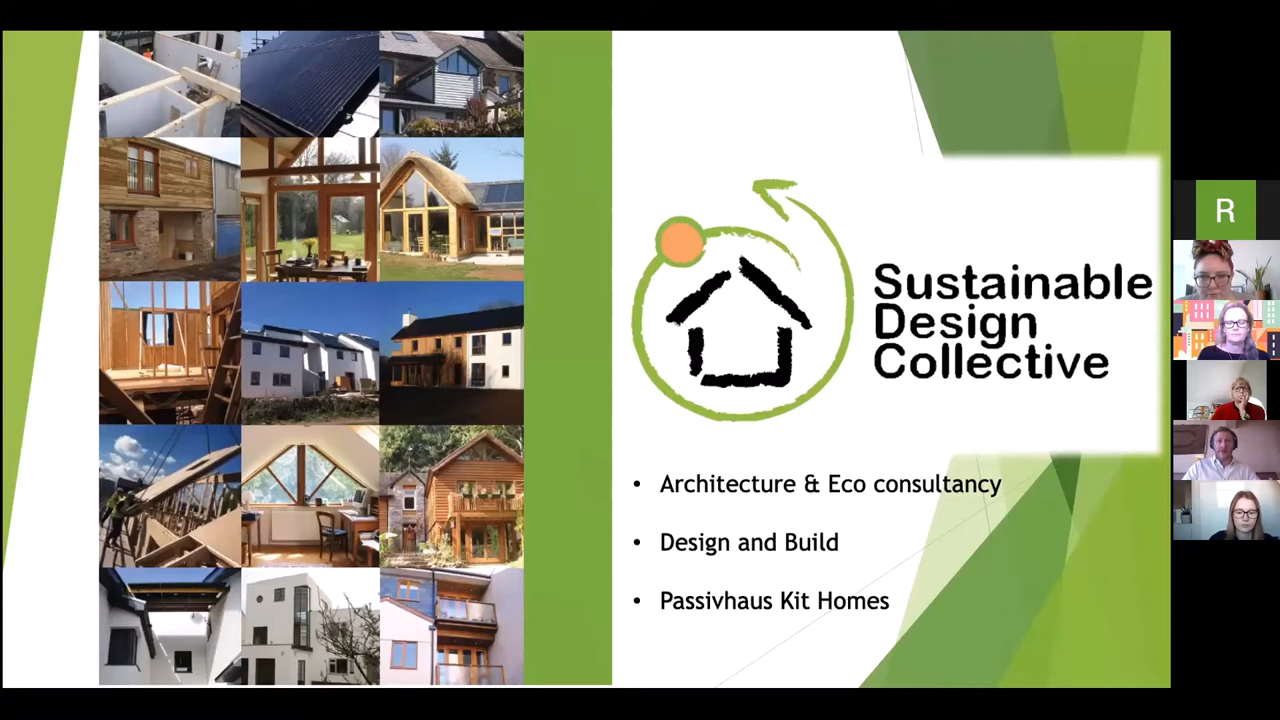 Sustainable
Design
Collective
• Architecture & Eco consultancy
• Design and Build
• Passivhaus Kit Homes
R